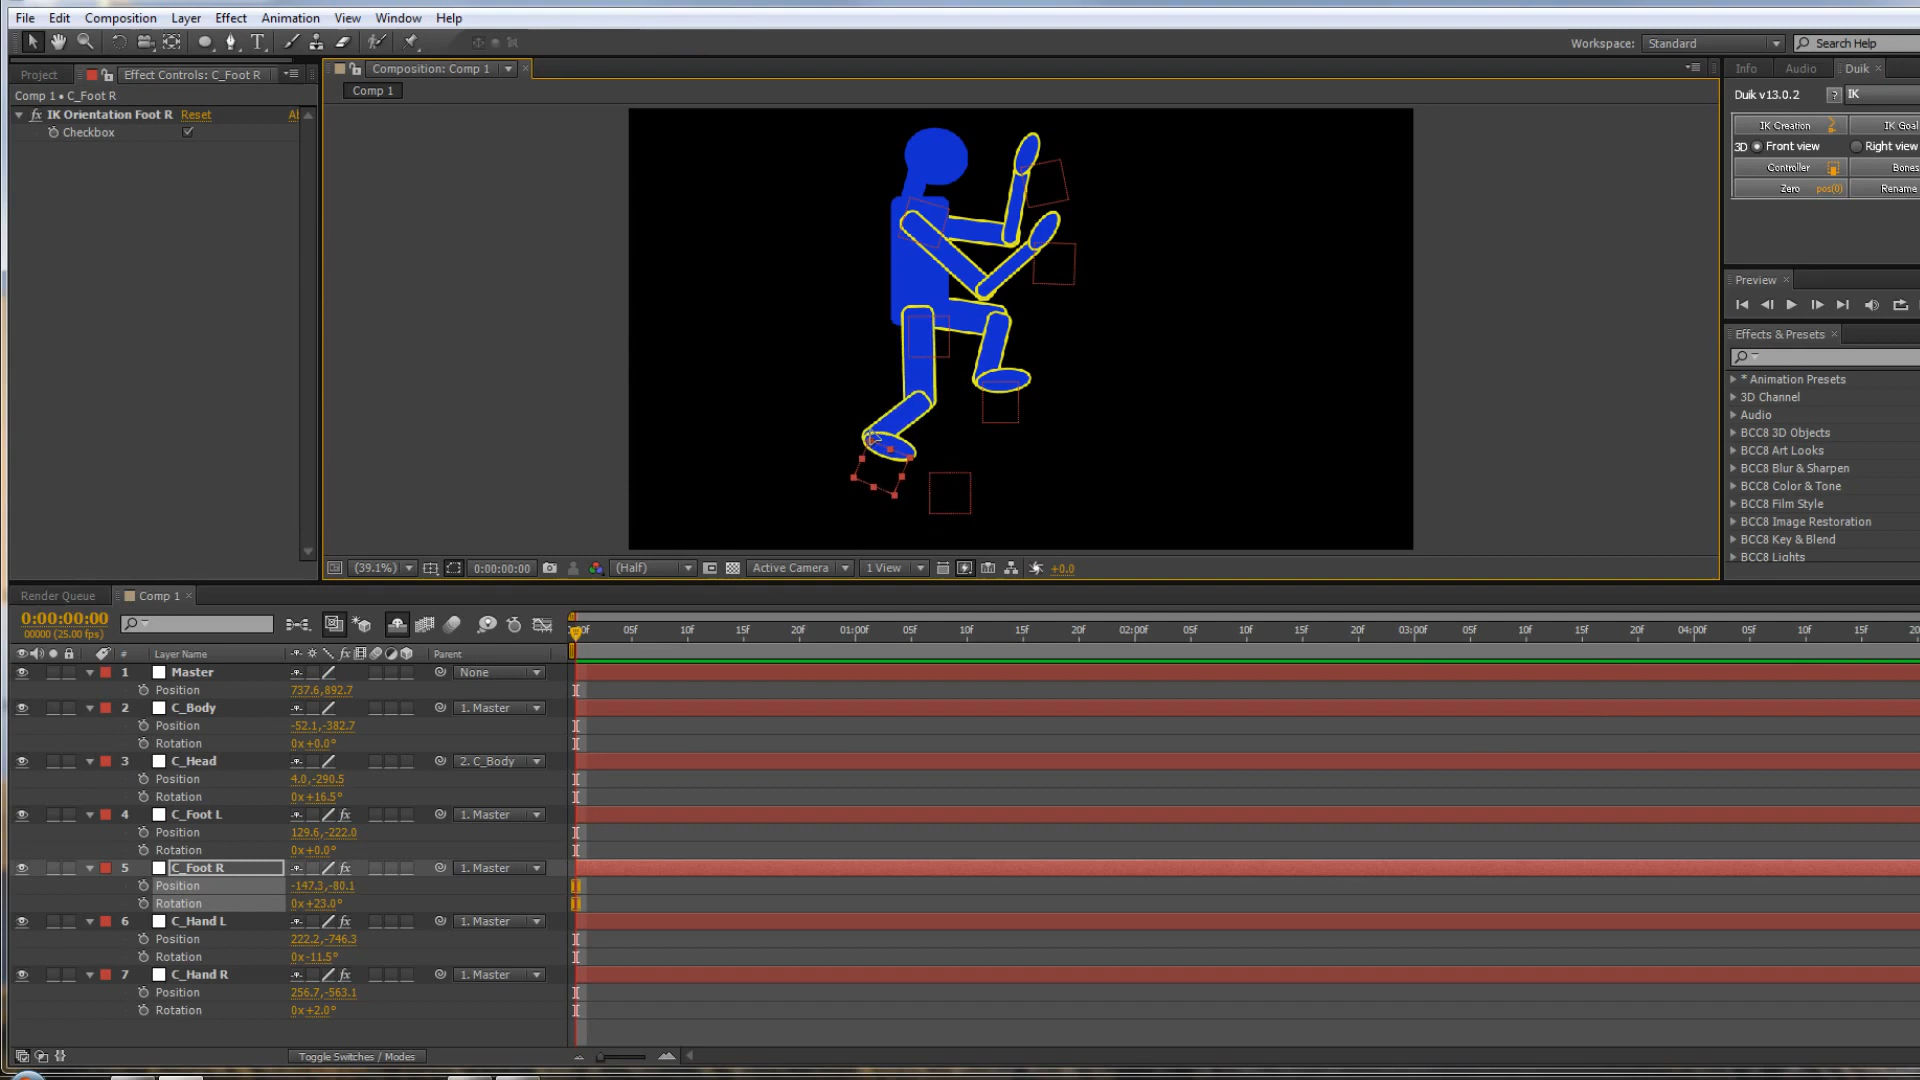 File Edit Composition Layer Effect Animation View Window Help
Workspace: Standard Search Help
Project Effect Controls: C_Foot R
Composition: Comp 1
Info Audio Duik
Comp 1 • C_Foot R
Comp 1
Duik v13.0.2 ? IK
fx IK Orientation Foot R Reset
Checkbox
IK Creation IK Goal
3D Front view Right view
Controller Bones
Zero pos(0) Rename
Preview
Effects & Presets
* Animation Presets
3D Channel
Audio
BCC8 3D Objects
BCC8 Art Looks
BCC8 Blur & Sharpen
BCC8 Color & Tone
BCC8 Film Style
BCC8 Image Restoration
BCC8 Key & Blend
BCC8 Lights
(39.1%) 0:00:00:00 (Half) Active Camera 1 View +0.0
Render Queue Comp 1
0:00:00:00
00000 (25.00 fps)
05f 10f 15f 20f 01:00f 05f 10f 15f 20f 02:00f 05f 10f 15f 20f 03:00f 05f 10f 15f 20f 04:00f 05f 10f 15f 20
# Layer Name fx Parent
1 Master None
Position 737.6,892.7
2 C_Body 1. Master
Position -52.1,-382.7
Rotation 0x+0.0°
3 C_Head 2. C_Body
Position 4.0,-290.5
Rotation 0x+16.5°
4 C_Foot L fx 1. Master
Position 129.6,-222.0
Rotation 0x+0.0°
5 C_Foot R fx 1. Master
Position -147.3,-80.1
Rotation 0x+23.0°
6 C_Hand L fx 1. Master
Position 222.2,-746.3
Rotation 0x-11.5°
7 C_Hand R fx 1. Master
Position 256.7,-563.1
Rotation 0x+2.0°
Toggle Switches / Modes